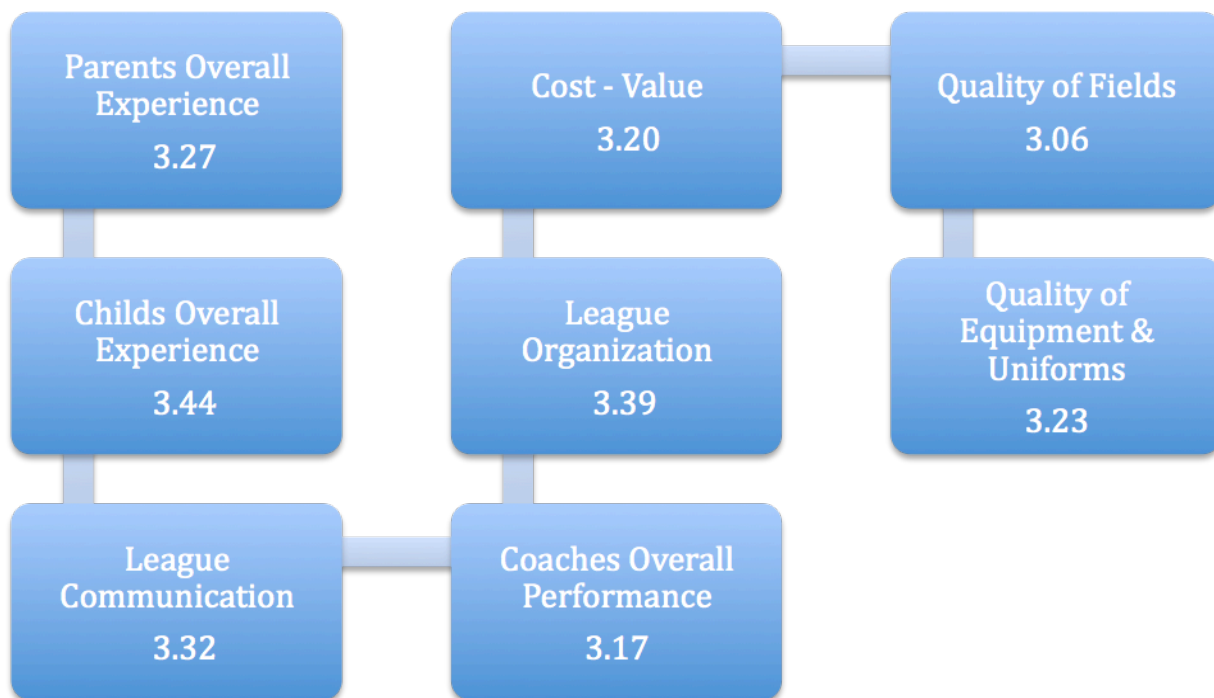 Parents Overall
Experience
3.27
Childs Overall
Experience
3.44
League
Communication
3.32
Coaches Overall
Performance
3.17
League
Organization
3.39
Cost - Value
3.20
Quality of Fields
3.06
Quality of
Equipment &
Uniforms
3.23